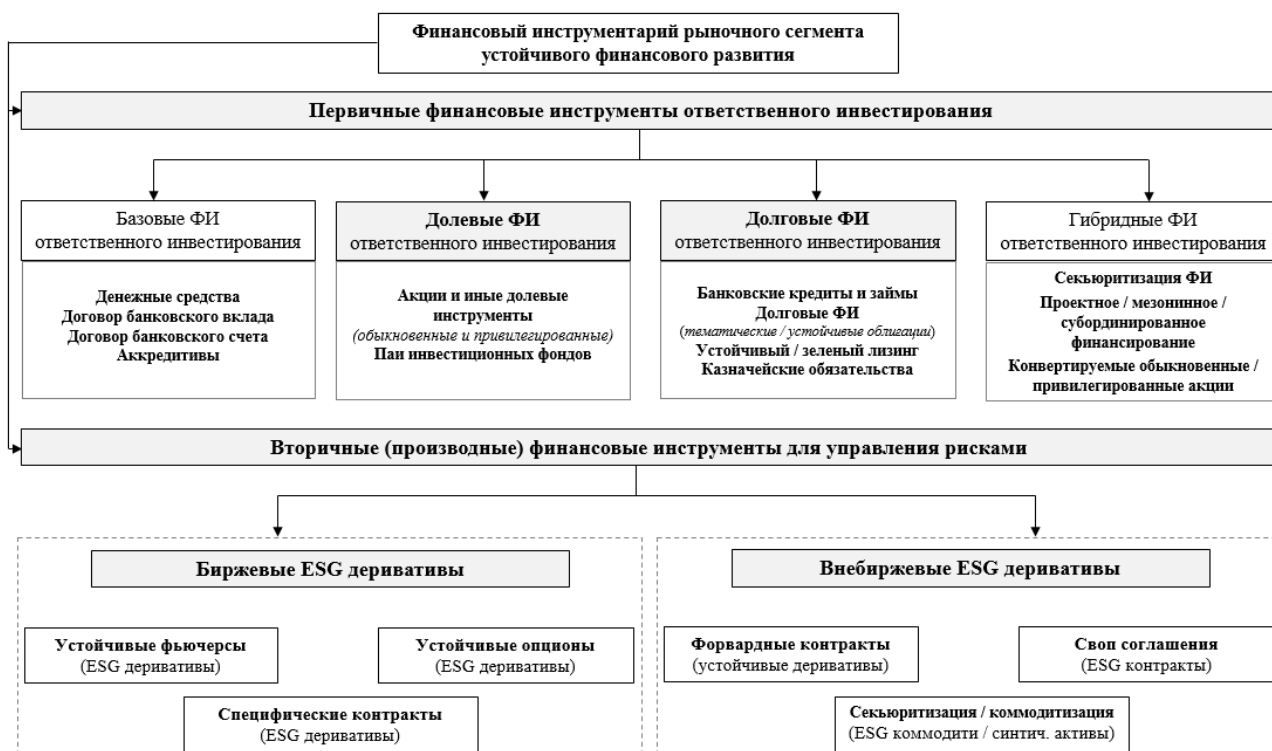 Финансовый инструментарий рыночного сегмента
устойчивого финансового развития
Первичные финансовые инструменты ответственного инвестирования
Базовые ФИ
ответственного инвестирования
Денежные средства
Договор банковского вклада
Договор банковского счета
Аккредитивы
Долевые ФИ
ответственного инвестирования
Акции и иные долевые
инструменты
(обыкновенные и привилегированные)
Паи инвестиционных фондов
Долговые ФИ
ответственного инвестирования
Банковские кредиты и займы
Долговые ФИ
(тематические / устойчивые облигации)
Устойчивый / зеленый лизинг
Казначейские обязательства
Гибридные ФИ
ответственного инвестирования
Секьюритизация ФИ
Проектное / мезонинное /
субординированное
финансирование
Конвертируемые обыкновенные /
привилегированные акции
Вторичные (производные) финансовые инструменты для управления рисками
Биржевые ESG деривативы
Устойчивые фьючерсы
(ESG деривативы)
Устойчивые опционы
(ESG деривативы)
Специфические контракты
(ESG деривативы)
Внебиржевые ESG деривативы
Форвардные контракты
(устойчивые деривативы)
Своп соглашения
(ESG контракты)
Секьюритизация / коммодитизация
(ESG коммодити / синтич. активы)